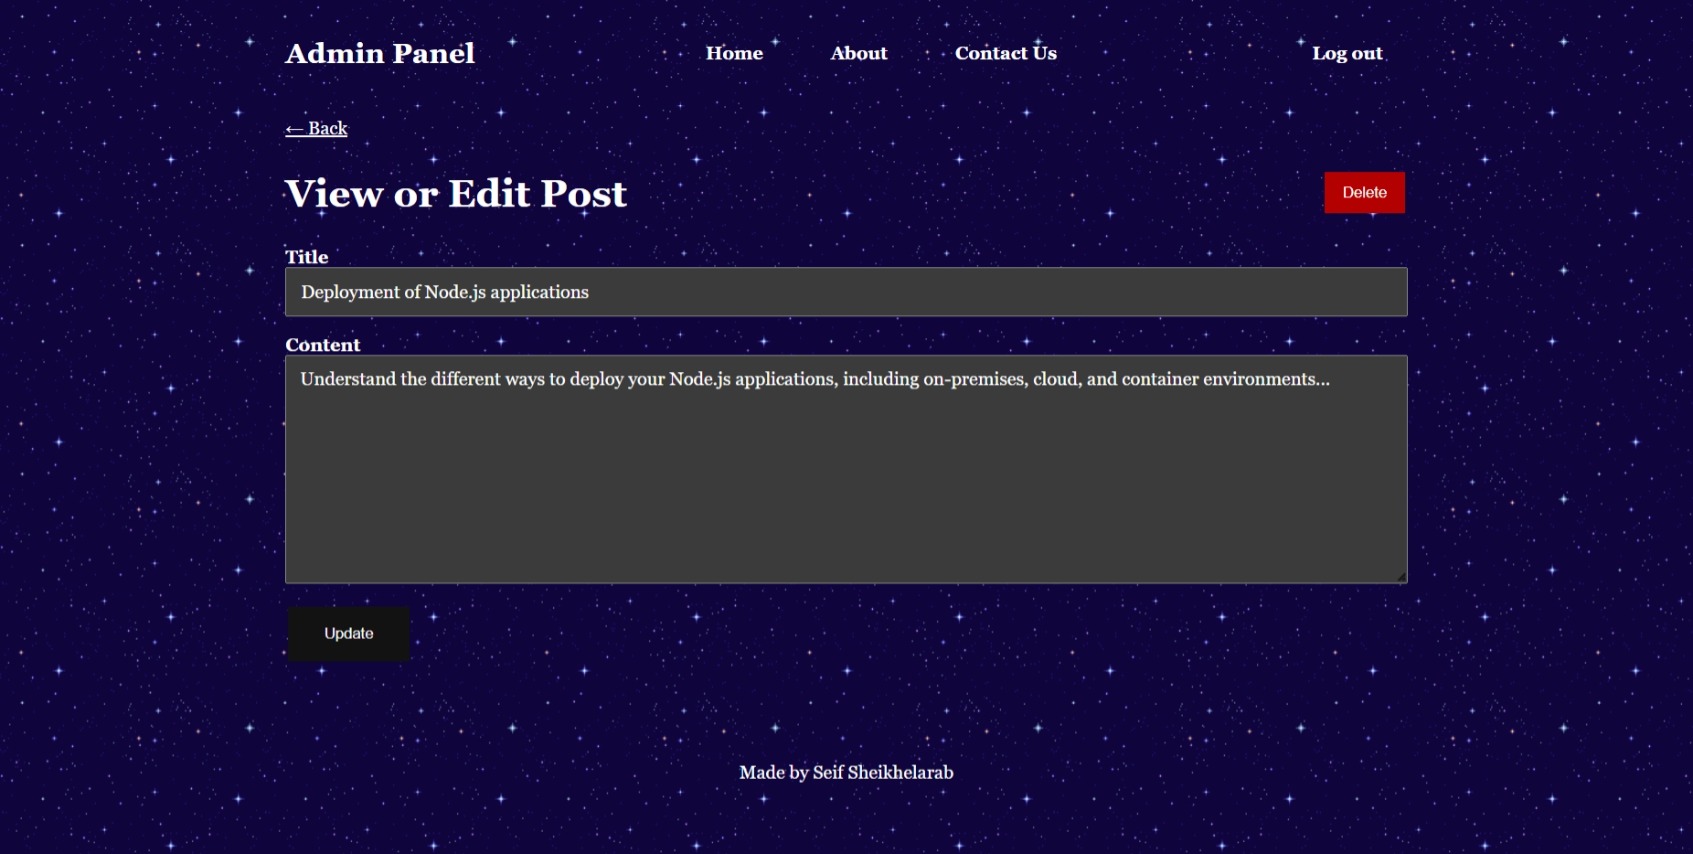 Admin Panel
Home About Contact Us
Log out
← Back
View or Edit Post
Delete
Title
Deployment of Node.js applications
Content
Understand the different ways to deploy your Node.js applications, including on-premises, cloud, and container environments...
Update
Made by Seif Sheikhelarab